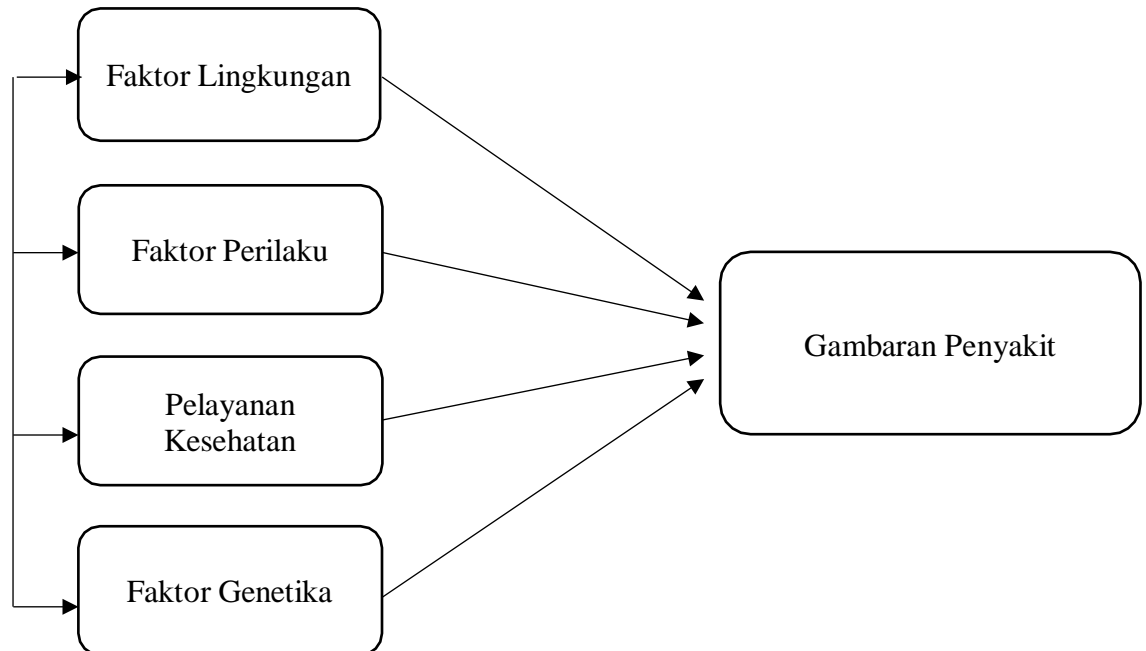 Faktor Lingkungan
Faktor Perilaku
Gambaran Penyakit
Pelayanan
Kesehatan
Faktor Genetika